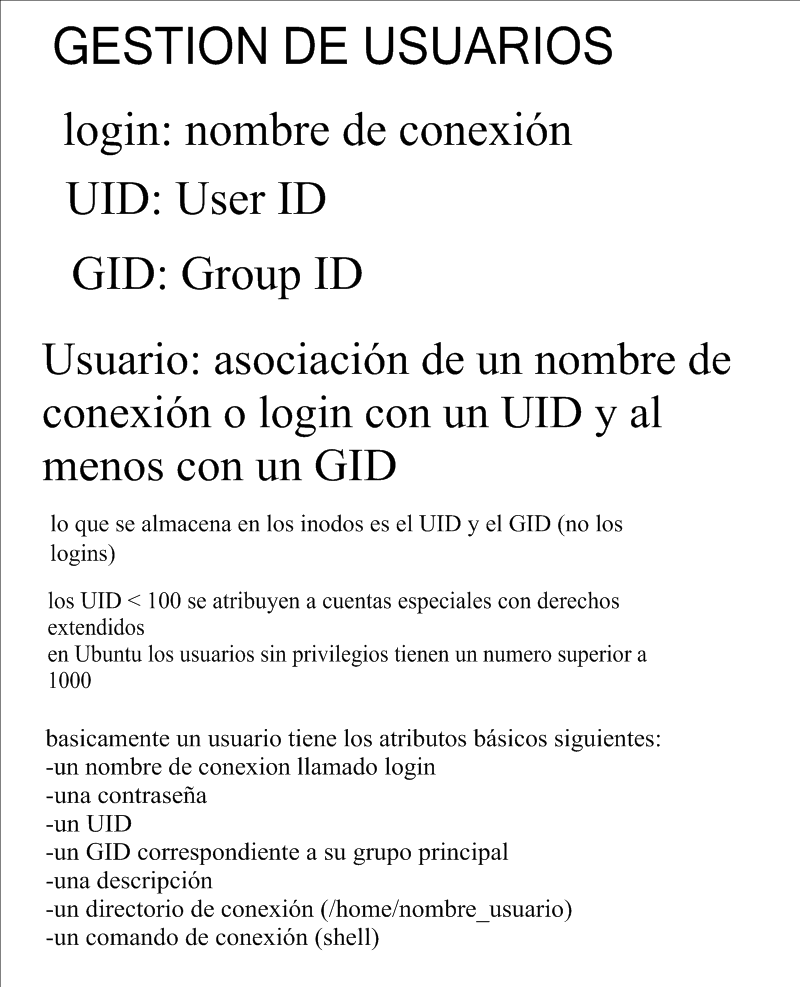 GESTION DE USUARIOS
login: nombre de conexión
UID: User ID
GID: Group ID
Usuario: asociación de un nombre de
conexión o login con un UID y al
menos con un GID
lo que se almacena en los inodos es el UID y el GID (no los
logins)
los UID < 100 se atribuyen a cuentas especiales con derechos
extendidos
en Ubuntu los usuarios sin privilegios tienen un numero superior a
1000
basicamente un usuario tiene los atributos básicos siguientes:
-un nombre de conexion llamado login
-una contraseña
-un UID
-un GID correspondiente a su grupo principal
-una descripción
-un directorio de conexión (/home/nombre_usuario)
-un comando de conexión (shell)